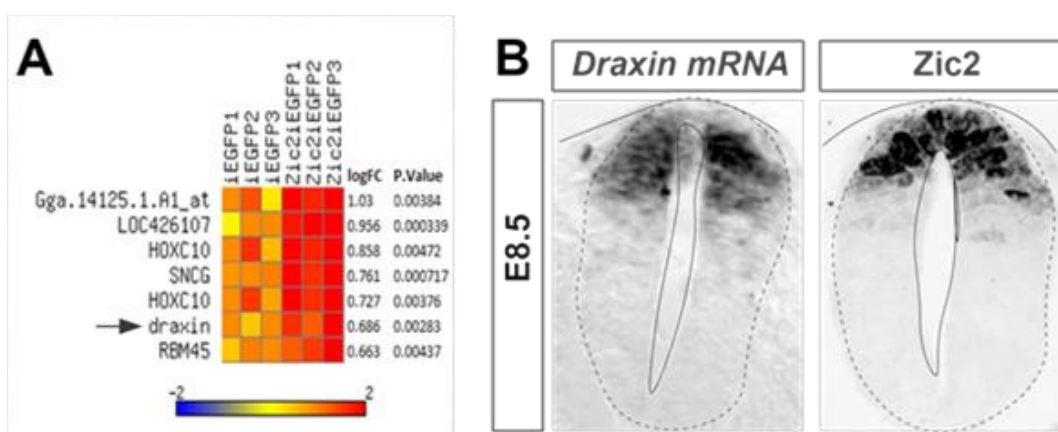 A
iEGFP1
iEGFP2
iEGFP3
Zic2iEGFP1
Zic2iEGFP2
Zic2iEGFP3
logFC P.Value
Gga.14125.1.A1_at 1.03 0.00384
LOC426107 0.956 0.000339
HOXC10 0.858 0.00472
SNCG 0.761 0.000717
HOXC10 0.727 0.00376
draxin 0.686 0.00283
RBM45 0.663 0.00437
-2 2
B
Draxin mRNA Zic2
E8.5